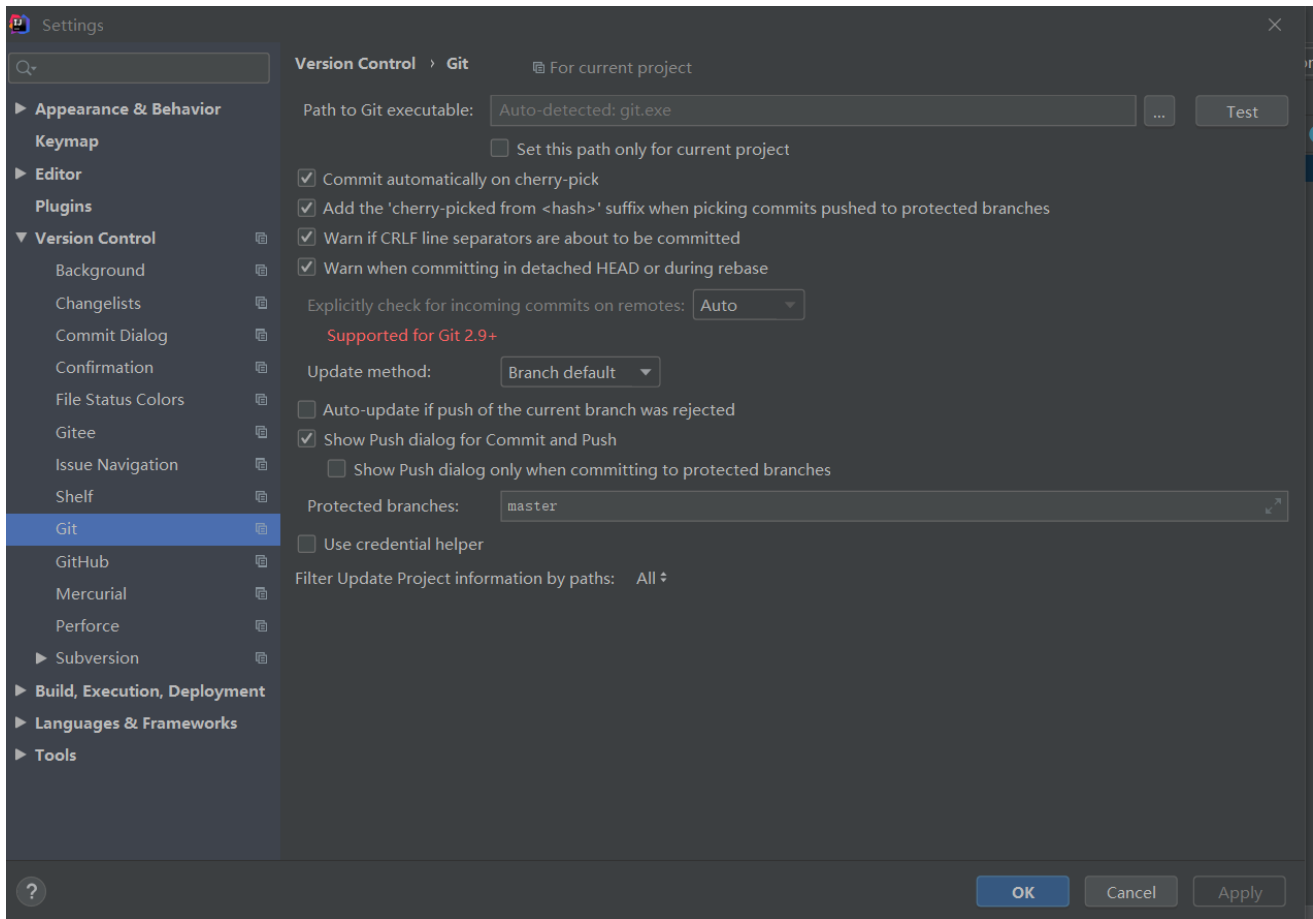 Settings
Version Control › Git
For current project
Appearance & Behavior
Keymap
Editor
Plugins
Version Control
Background
Changelists
Commit Dialog
Confirmation
File Status Colors
Gitee
Issue Navigation
Shelf
Git
GitHub
Mercurial
Perforce
Subversion
Build, Execution, Deployment
Languages & Frameworks
Tools
Path to Git executable: Auto-detected: git.exe ... Test
Set this path only for current project
Commit automatically on cherry-pick
Add the 'cherry-picked from <hash>' suffix when picking commits pushed to protected branches
Warn if CRLF line separators are about to be committed
Warn when committing in detached HEAD or during rebase
Explicitly check for incoming commits on remotes: Auto
Supported for Git 2.9+
Update method: Branch default
Auto-update if push of the current branch was rejected
Show Push dialog for Commit and Push
Show Push dialog only when committing to protected branches
Protected branches: master
Use credential helper
Filter Update Project information by paths: All
? OK Cancel Apply